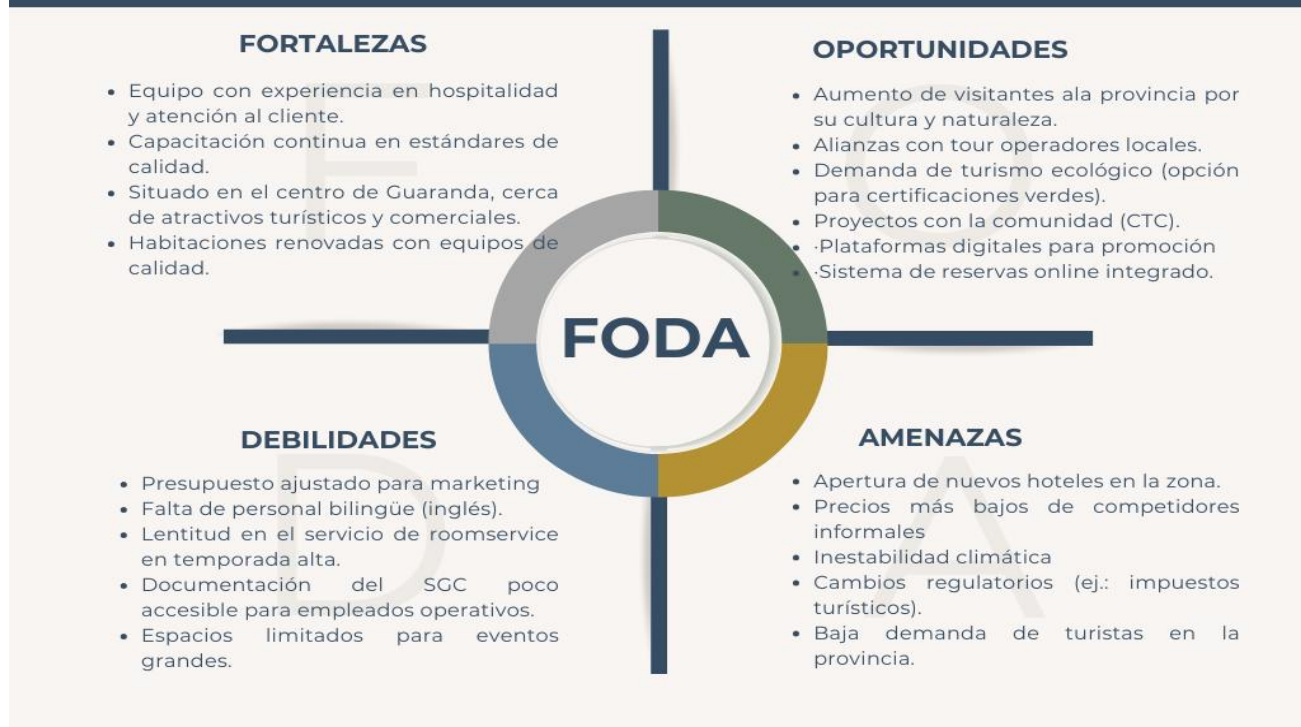 FORTALEZAS
• Equipo con experiencia en hospitalidad
y atención al cliente.
• Capacitación continua en estándares de
calidad.
• Situado en el centro de Guaranda, cerca
de atractivos turísticos y comerciales.
• Habitaciones renovadas con equipos de
calidad.
F
OPORTUNIDADES
• Aumento de visitantes ala provincia por
su cultura y naturaleza.
• Alianzas con tour operadores locales.
• Demanda de turismo ecológico (opción
para certificaciones verdes).
• Proyectos con la comunidad (CTC).
• ·Plataformas digitales para promoción
• ·Sistema de reservas online integrado.
O
FODA
DEBILIDADES
• Presupuesto ajustado para marketing
• Falta de personal bilingüe (inglés).
• Lentitud en el servicio de roomservice
en temporada alta.
• Documentación del SGC poco
accesible para empleados operativos.
• Espacios limitados para eventos
grandes.
D
AMENAZAS
• Apertura de nuevos hoteles en la zona.
• Precios más bajos de competidores
informales
• Inestabilidad climática
• Cambios regulatorios (ej.: impuestos
turísticos).
• Baja demanda de turistas en la
provincia.
A